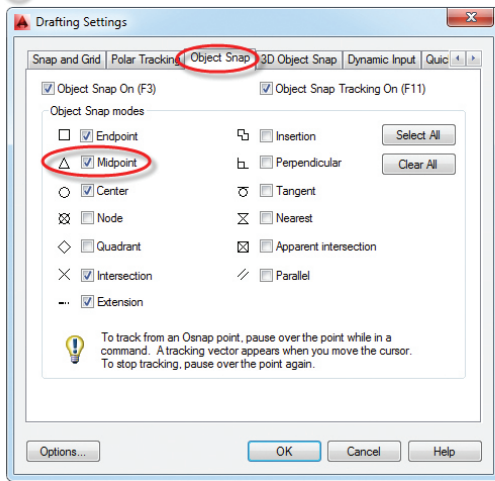 Drafting Settings
Snap and Grid Polar Tracking Object Snap 3D Object Snap Dynamic Input Quic
Object Snap On (F3) Object Snap Tracking On (F11)
Object Snap modes
Endpoint Insertion Select All
Midpoint Perpendicular Clear All
Center Tangent
Node Nearest
Quadrant Apparent intersection
Intersection Parallel
Extension
To track from an Osnap point, pause over the point while in a
command. A tracking vector appears when you move the cursor.
To stop tracking, pause over the point again.
Options... OK Cancel Help